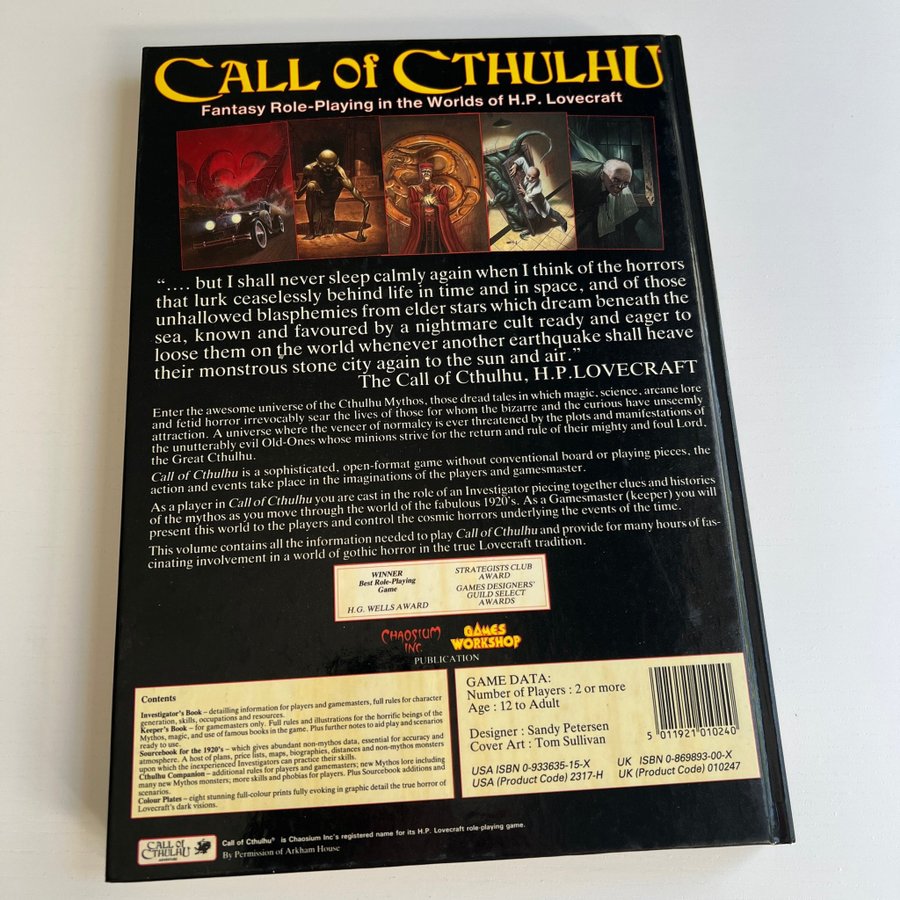 CALL OF CTHULHU
Fantasy Role-Playing in the Worlds of H.P. Lovecraft
“.... but I shall never sleep calmly again when I think of the horrors
that lurk ceaselessly behind life in time and in space, and of those
unhallowed blasphemies from elder stars which dream beneath the
sea, known and favoured by a nightmare cult ready and eager to
loose them on the world whenever another earthquake shall heave
their monstrous stone city again to the sun and air.”
The Call of Cthulhu, H.P.LOVECRAFT
Enter the awesome universe of the Cthulhu Mythos, those dread tales in which magic, science, arcane lore
and fetid horror irrevocably sear the lives of those for whom the bizarre and the curious have unseemly
attraction. A universe where the veneer of normalcy is ever threatened by the plots and manifestations of
the unutterably evil Old-Ones whose minions strive for the return and rule of their mighty and foul Lord,
the Great Cthulhu.
Call of Cthulhu is a sophisticated, open-format game without conventional board or playing pieces, the
action and events take place in the imaginations of the players and gamesmaster.
As a player in Call of Cthulhu you are cast in the role of an Investigator piecing together clues and histories
of the mythos as you move through the world of the fabulous 1920's. As a Gamesmaster (keeper) you will
present this world to the players and control the cosmic horrors underlying the events of the time.
This volume contains all the information needed to play Call of Cthulhu and provide for many hours of fas-
cinating involvement in a world of gothic horror in the true Lovecraft tradition.
WINNER
Best Role-Playing
Game
H.G. WELLS AWARD
STRATEGISTS CLUB
AWARD
GAMES DESIGNERS'
GUILD SELECT
AWARDS
CHAOSIUM
INC.
GAMES
WORKSHOP
PUBLICATION
Contents
Investigator's Book – detailling information for players and gamemasters, full rules for character
generation, skills, occupations and resources.
Keeper's Book – for gamemasters only. Full rules and illustrations for the horrific beings of the
Mythos, magic, and use of famous books in the game. Plus further notes to aid play and scenarios
ready to use.
Sourcebook for the 1920's – which gives abundant non-mythos data, essential for accuracy and
atmosphere. A host of plans, price lists, maps, biographies, distances and non-mythos monsters
upon which the inexperienced Investigators can practice their skills.
Cthulhu Companion – additional rules for players and gamemasters; new Mythos lore including
many new Mythos monsters; more skills and phobias for players. Plus Sourcebook additions and
scenarios.
Colour Plates – eight stunning full-colour prints fully evoking in graphic detail the true horror of
Lovecraft's dark visions.
GAME DATA:
Number of Players : 2 or more
Age : 12 to Adult
Designer : Sandy Petersen
Cover Art : Tom Sullivan
5 011921 010240
USA ISBN 0-933635-15-X UK ISBN 0-869893-00-X
USA (Product Code) 2317-H UK (Product Code) 010247
CALL OF
CTHULHU
ADVENTURE
Call of Cthulhu® is Chaosium Inc's registered name for its H.P. Lovecraft role-playing game.
By Permission of Arkham House